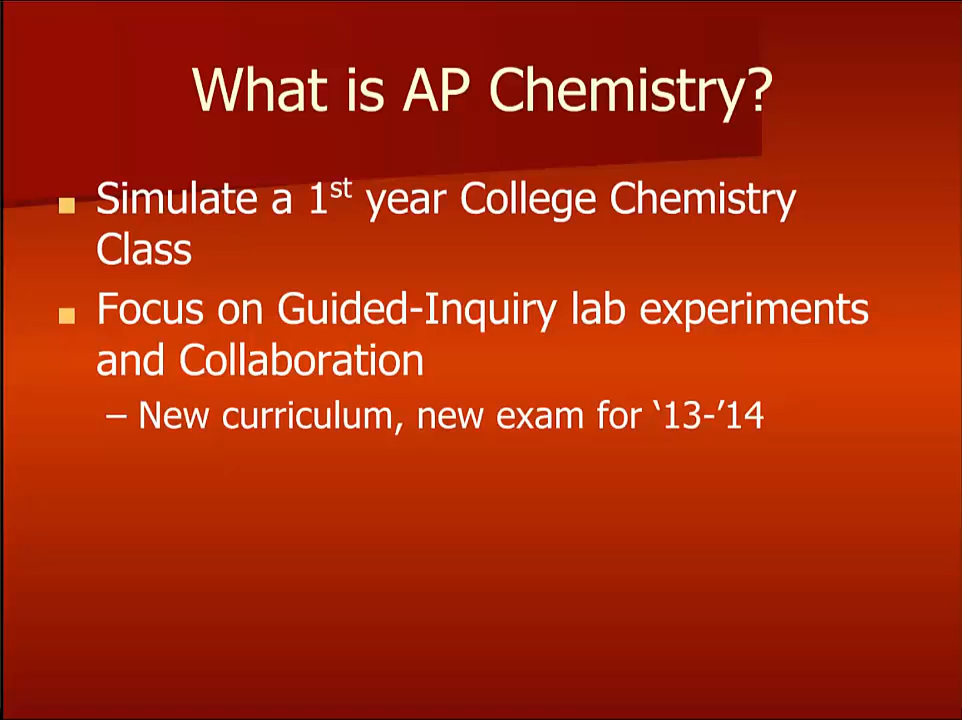 What is AP Chemistry?
■ Simulate a 1st year College Chemistry
Class
■ Focus on Guided-Inquiry lab experiments
and Collaboration
– New curriculum, new exam for ‘13-’14